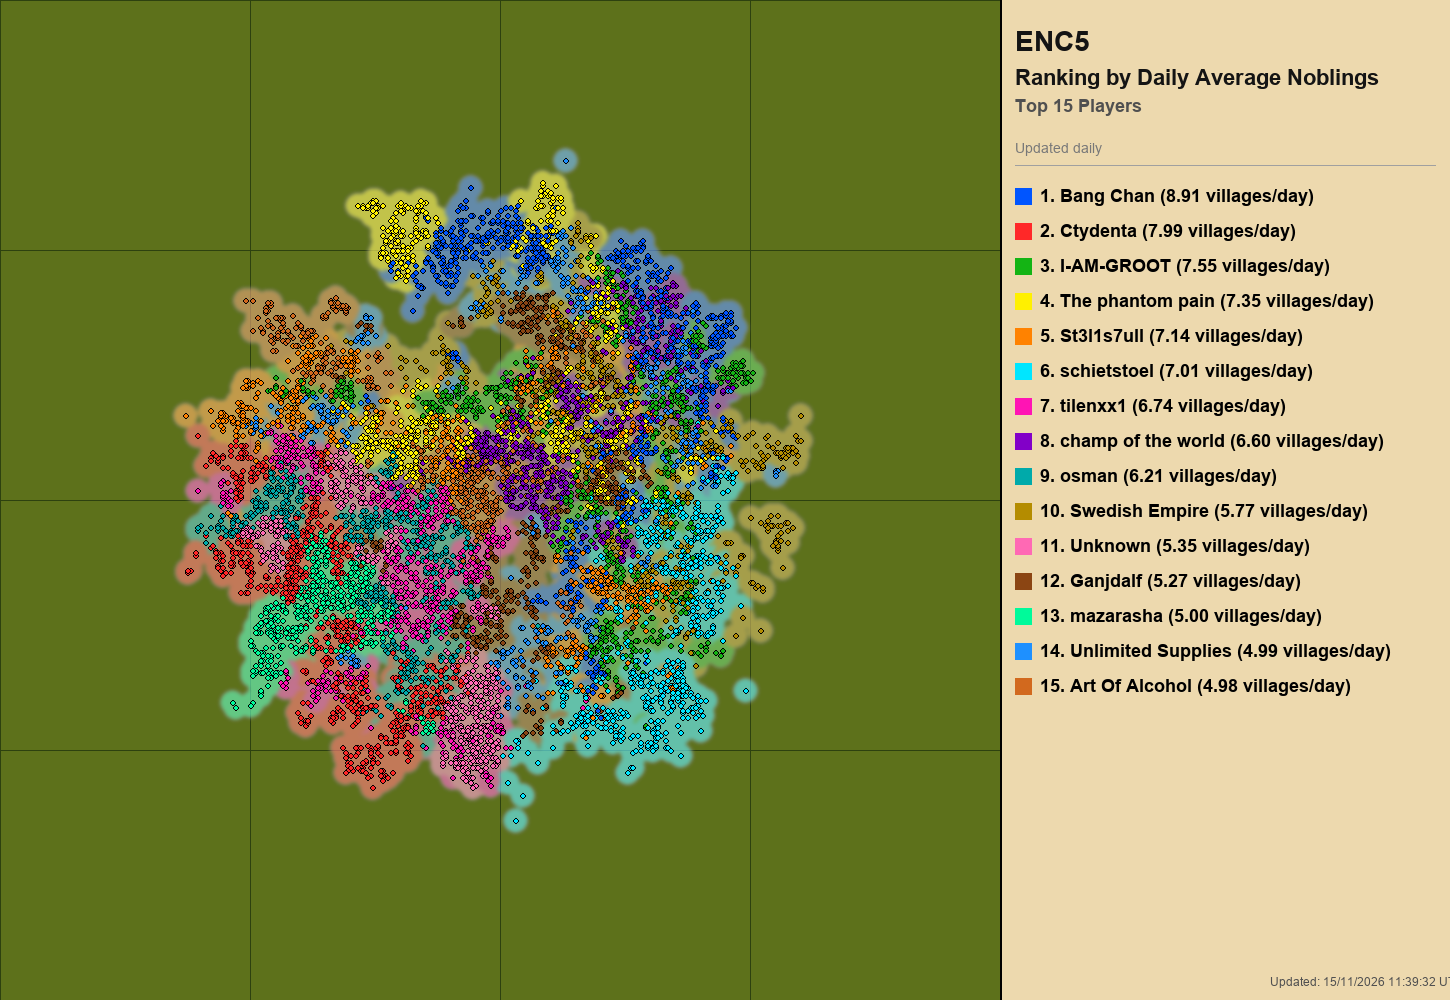 ENC5
Ranking by Daily Average Noblings
Top 15 Players
Updated daily
1. Bang Chan (8.91 villages/day)
2. Ctydenta (7.99 villages/day)
3. I-AM-GROOT (7.55 villages/day)
4. The phantom pain (7.35 villages/day)
5. St3l1s7ull (7.14 villages/day)
6. schietstoel (7.01 villages/day)
7. tilenxx1 (6.74 villages/day)
8. champ of the world (6.60 villages/day)
9. osman (6.21 villages/day)
10. Swedish Empire (5.77 villages/day)
11. Unknown (5.35 villages/day)
12. Ganjdalf (5.27 villages/day)
13. mazarasha (5.00 villages/day)
14. Unlimited Supplies (4.99 villages/day)
15. Art Of Alcohol (4.98 villages/day)
Updated: 15/11/2026 11:39:32